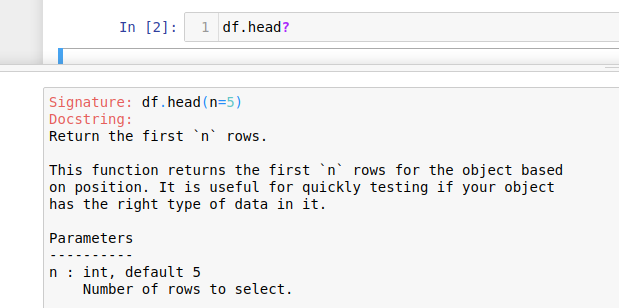 In [2]: 1 df.head?
Signature: df.head(n=5)
Docstring:
Return the first `n` rows.
This function returns the first `n` rows for the object based
on position. It is useful for quickly testing if your object
has the right type of data in it.
Parameters
----------
n : int, default 5
Number of rows to select.